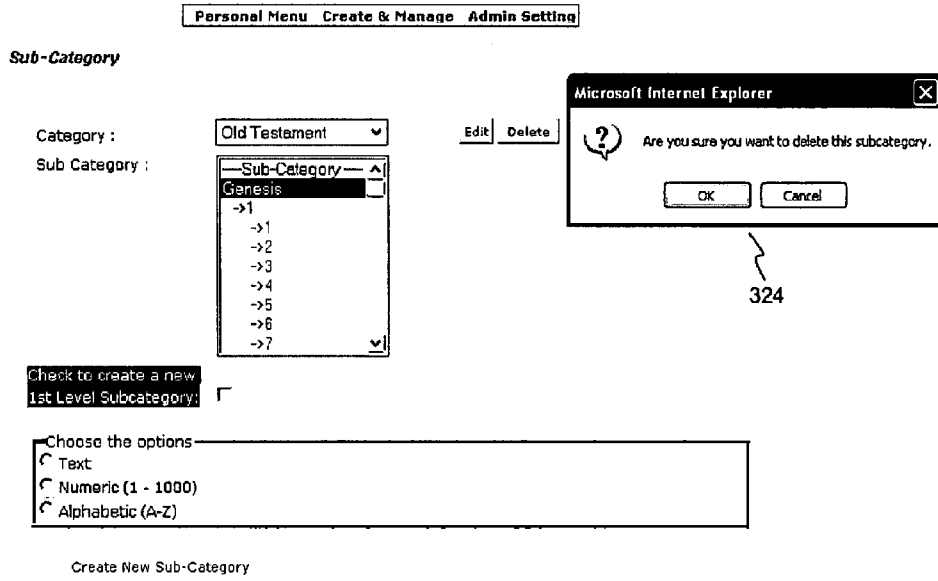 Personal Menu Create & Manage Admin Setting
Sub-Category
Microsoft Internet Explorer
Are you sure you want to delete this subcategory.
OK Cancel
324
Category : Old Testament Edit Delete
Sub Category :
Sub-Category
Genesis
->1
->1
->2
->3
->4
->5
->6
->7
Check to create a new
1st Level Subcategory:
Choose the options
Text
Numeric (1 - 1000)
Alphabetic (A-Z)
Create New Sub-Category